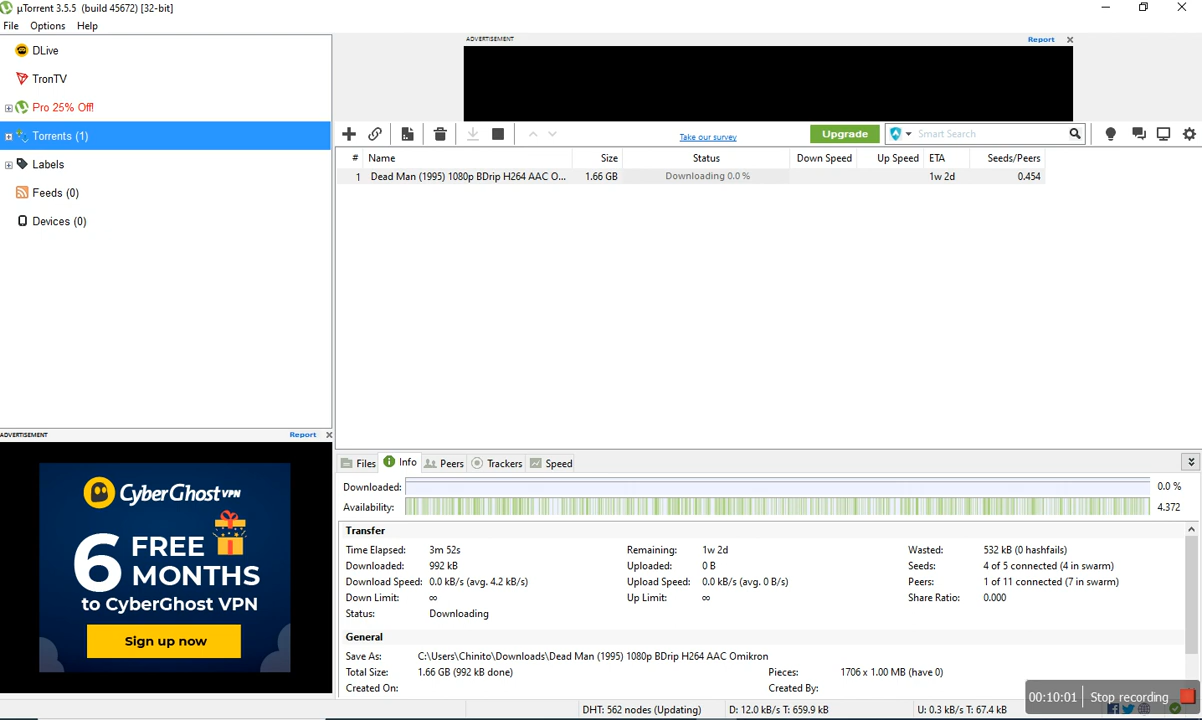 µTorrent 3.5.5 (build 45672) [32-bit]
File Options Help
DLive
TronTV
Pro 25% Off!
Torrents (1)
Labels
Feeds (0)
Devices (0)
ADVERTISEMENT Report
Take our survey Upgrade Smart Search
# Name Size Status Down Speed Up Speed ETA Seeds/Peers
1 Dead Man (1995) 1080p BDrip H264 AAC O... 1.66 GB Downloading 0.0 % 1w 2d 0.454
ADVERTISEMENT Report
CyberGhost VPN
6 FREE
MONTHS
to CyberGhost VPN
Sign up now
Files Info Peers Trackers Speed
Downloaded: 0.0 %
Availability: 4.372
Transfer
Time Elapsed: 3m 52s Remaining: 1w 2d Wasted: 532 kB (0 hashfails)
Downloaded: 992 kB Uploaded: 0 B Seeds: 4 of 5 connected (4 in swarm)
Download Speed: 0.0 kB/s (avg. 4.2 kB/s) Upload Speed: 0.0 kB/s (avg. 0 B/s) Peers: 1 of 11 connected (7 in swarm)
Down Limit: ∞ Up Limit: ∞ Share Ratio: 0.000
Status: Downloading
General
Save As: C:\Users\Chinito\Downloads\Dead Man (1995) 1080p BDrip H264 AAC Omikron
Total Size: 1.66 GB (992 kB done) Pieces: 1706 x 1.00 MB (have 0)
Created On: Created By:
00:10:01 Stop recording
DHT: 562 nodes (Updating) D: 12.0 kB/s T: 659.9 kB U: 0.3 kB/s T: 67.4 kB